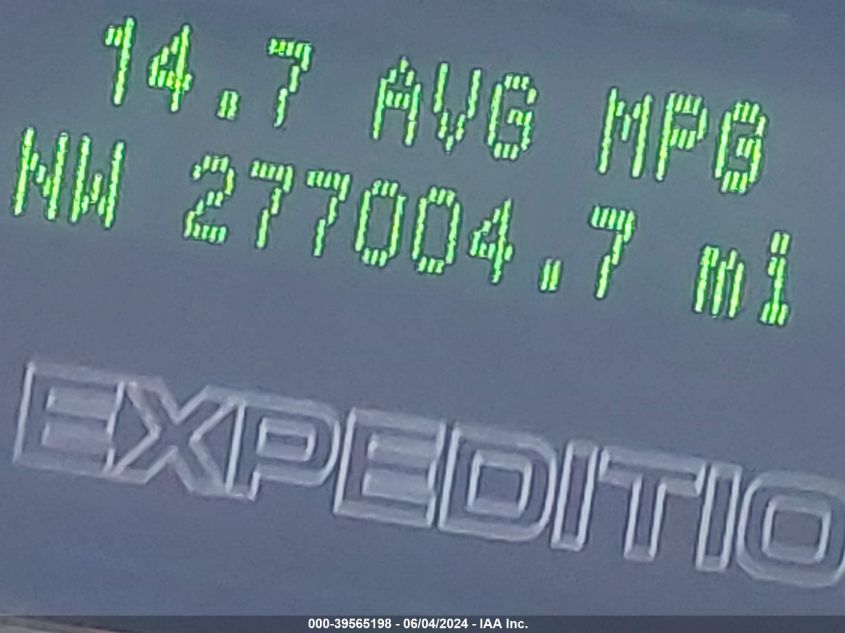 14.7 AVG MPG
NW 277004.7 mi
EXPEDITIO
000-39565198 - 06/04/2024 - IAA Inc.